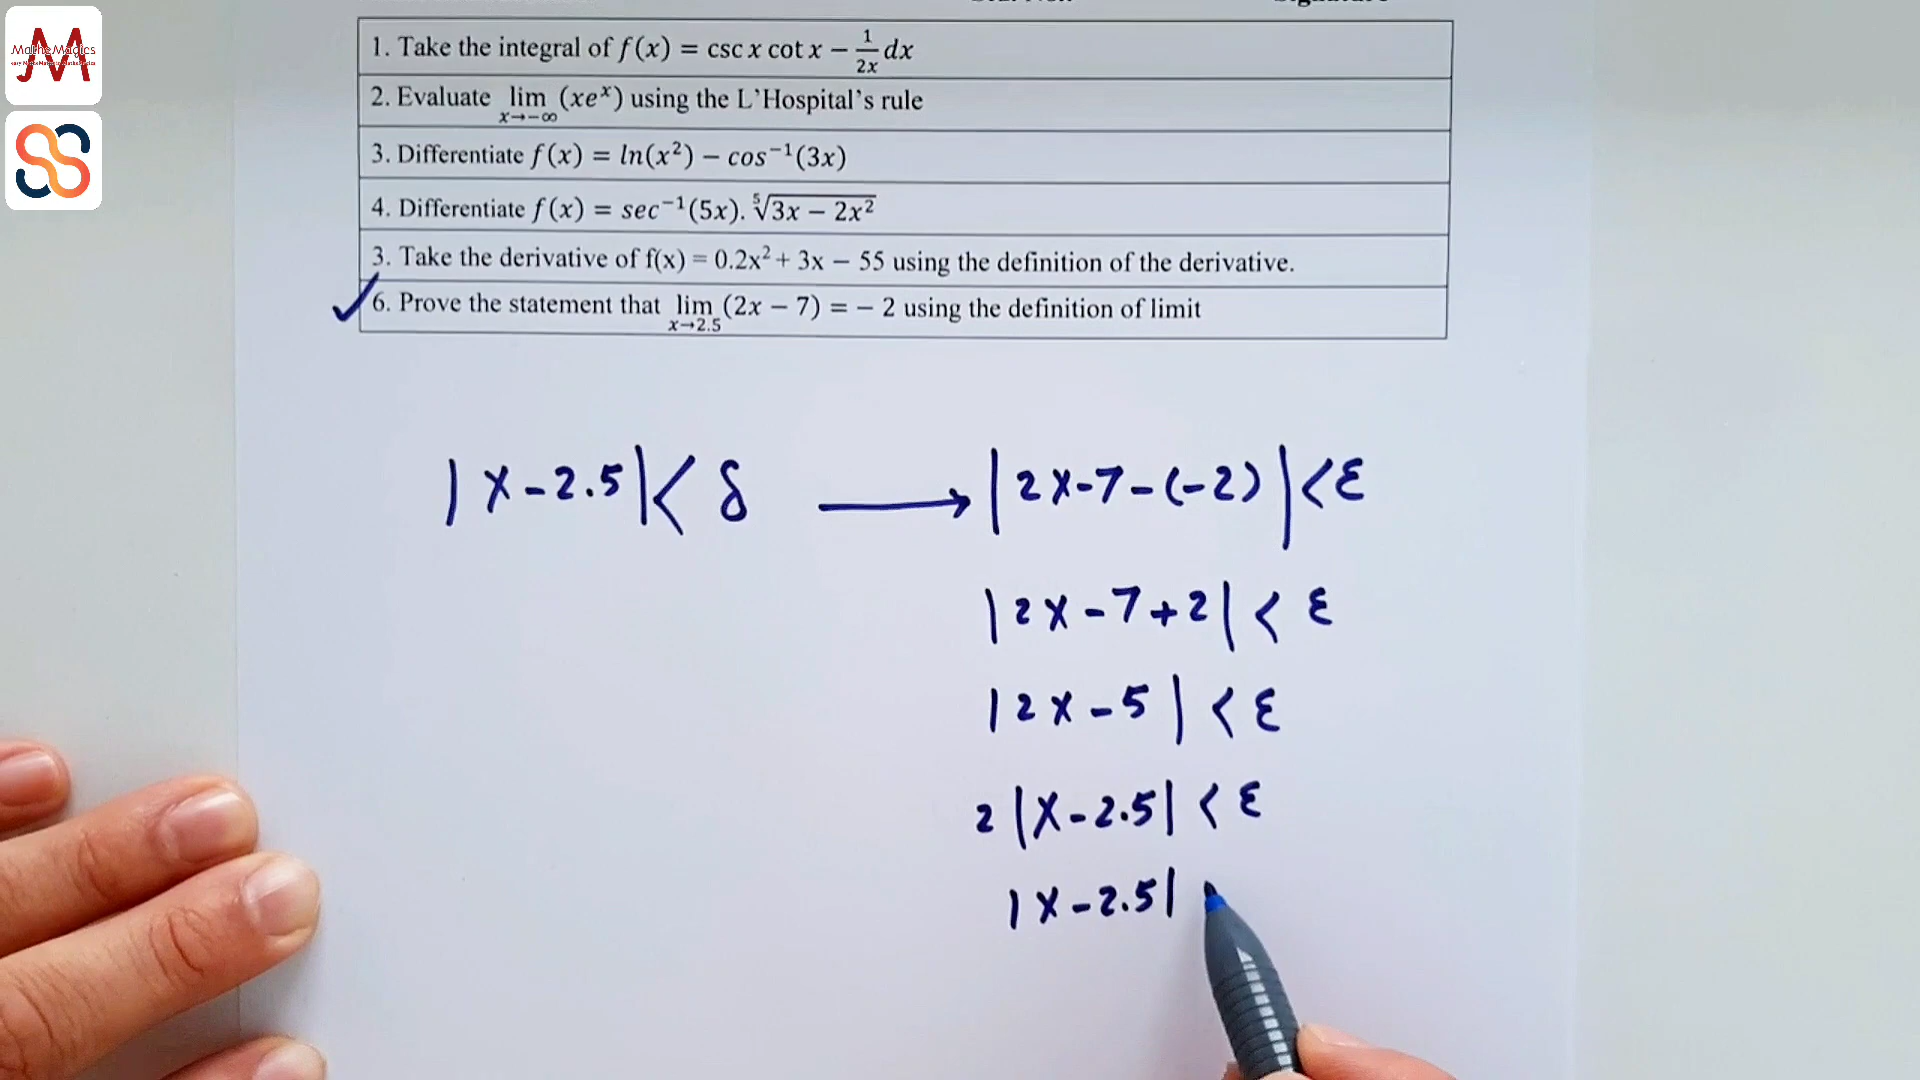 MatheMagics
1. Take the integral of f(x) = csc x cot x − 1/2x dx
2. Evaluate lim x→−∞ (xeˣ) using the L'Hospital's rule
3. Differentiate f(x) = ln(x²) − cos⁻¹(3x)
4. Differentiate f(x) = sec⁻¹(5x). ⁵√3x − 2x²
3. Take the derivative of f(x) = 0.2x² + 3x − 55 using the definition of the derivative.
✓ 6. Prove the statement that lim x→2.5 (2x − 7) = − 2 using the definition of limit
|x-2.5|< δ ⟶ |2x-7-(-2)|<ε
|2x-7+2|< ε
|2x-5|<ε
2|x-2.5|<ε
|x-2.5|